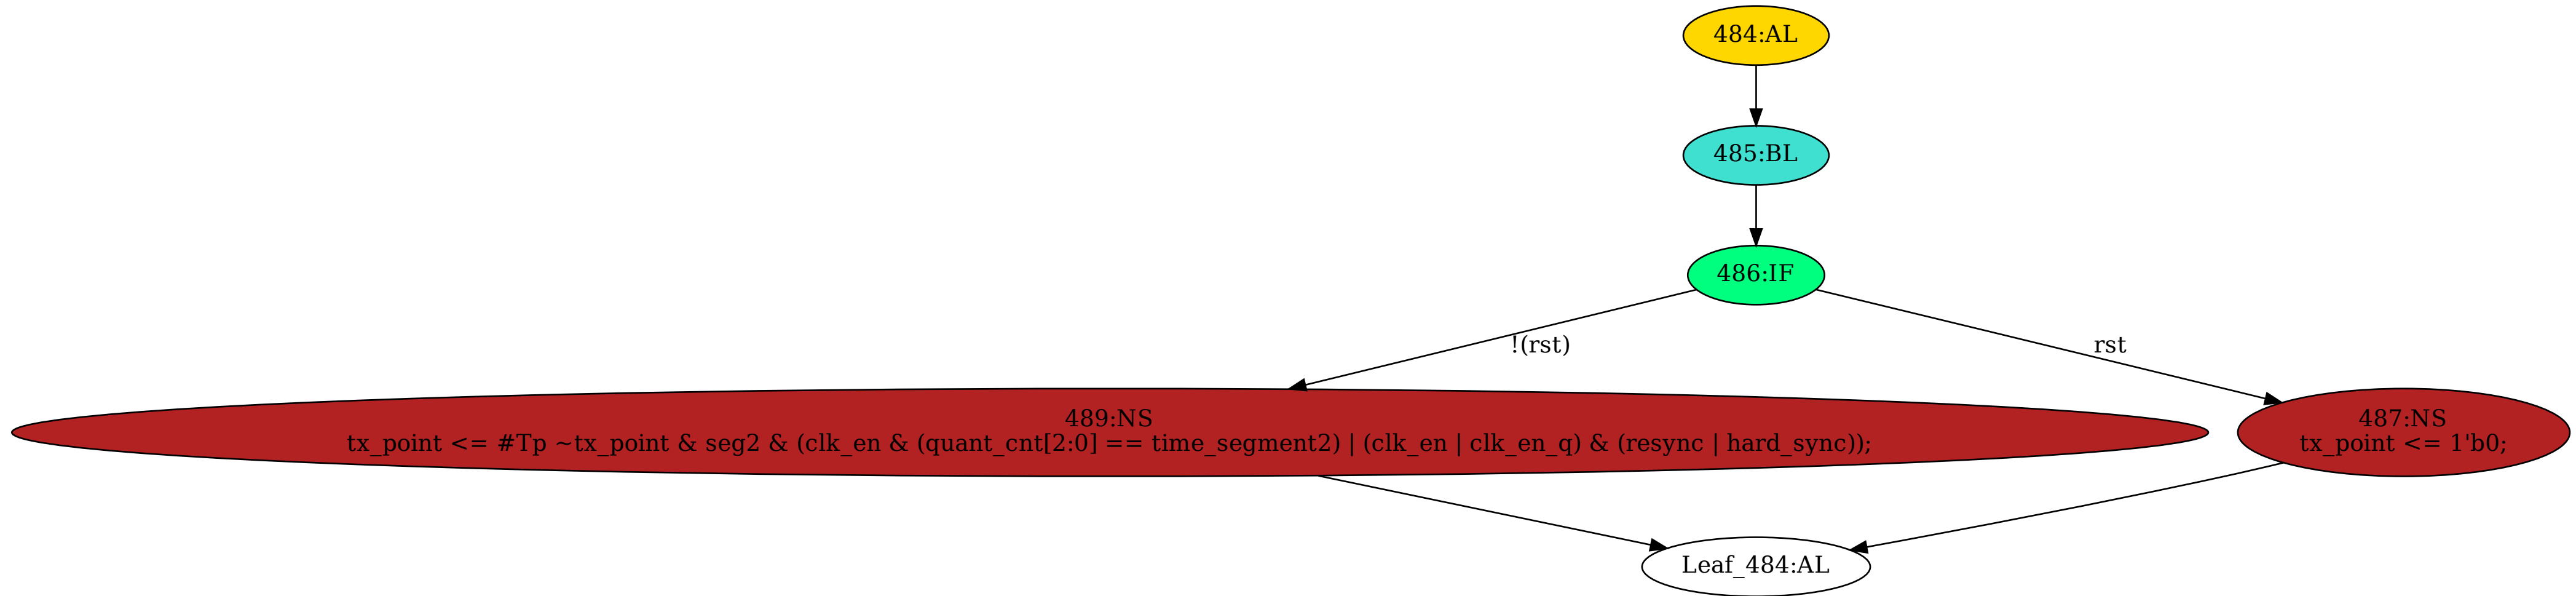 484:AL
485:BL
486:IF
!(rst)
rst
489:NS
tx_point <= #Tp ~tx_point & seg2 & (clk_en & (quant_cnt[2:0] == time_segment2) | (clk_en | clk_en_q) & (resync | hard_sync));
487:NS
tx_point <= 1'b0;
Leaf_484:AL